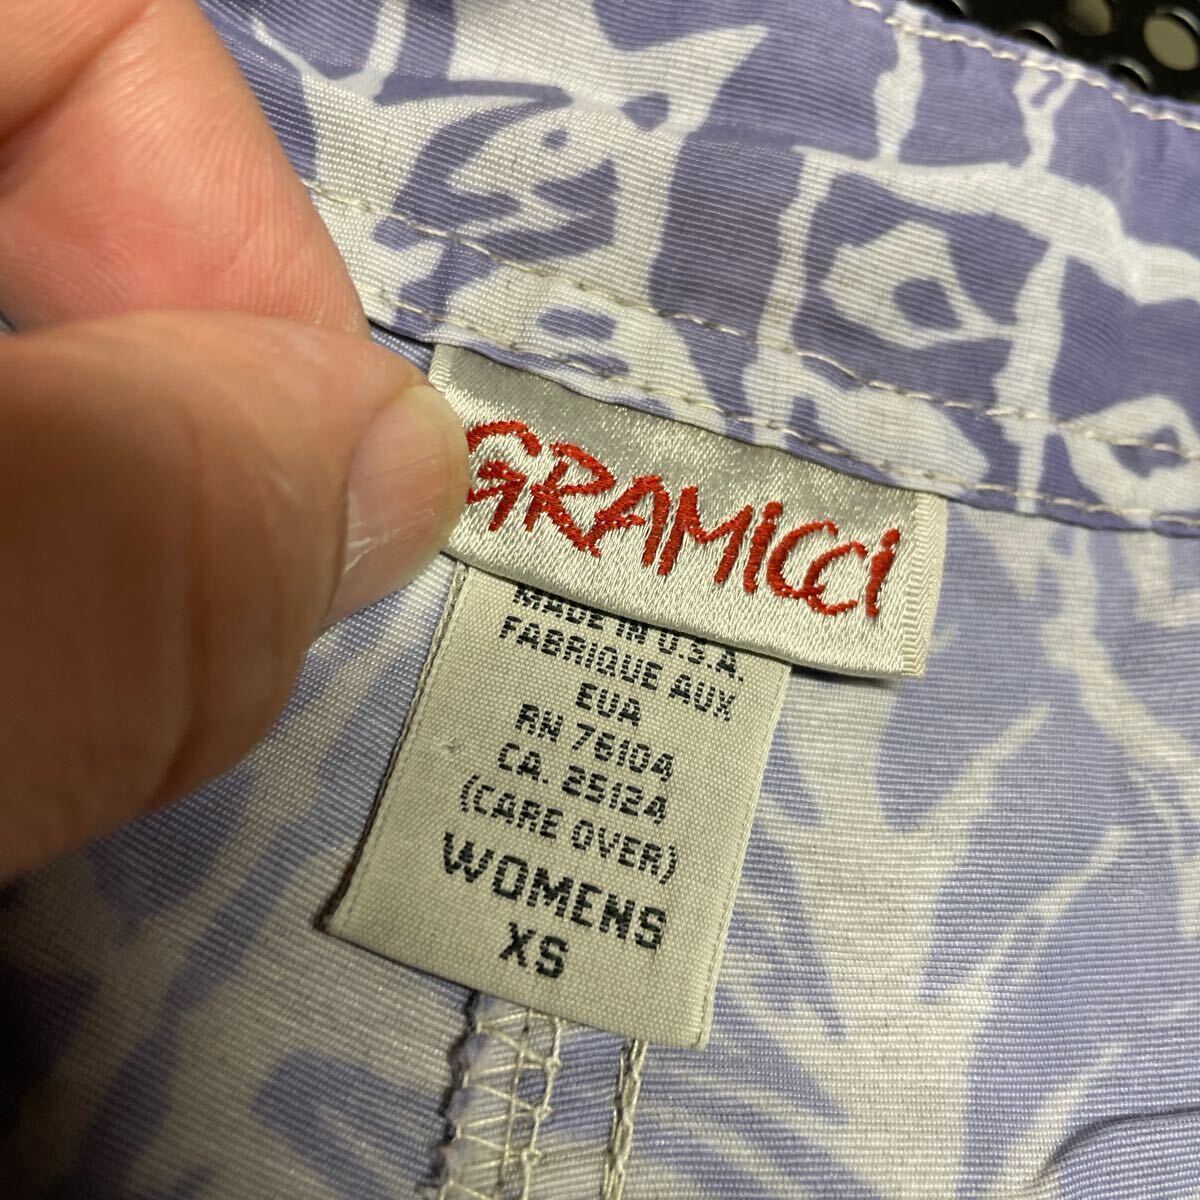 GRAMICCI
MADE IN U.S.A.
FABRIQUE AUX
EUA
RN 76104
CA. 25124
(CARE OVER)
WOMENS
XS